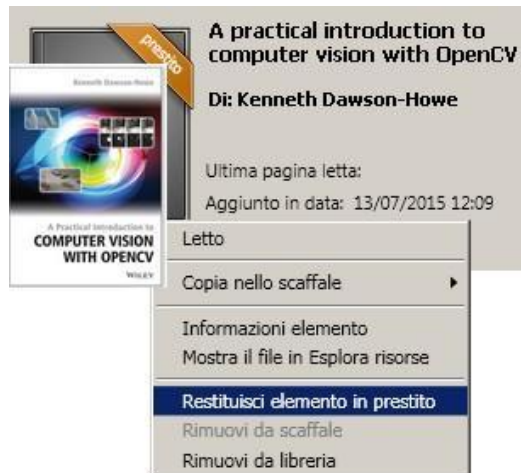 A practical introduction to
computer vision with OpenCV
prestito
Di: Kenneth Dawson-Howe
Kenneth Dawson-Howe
Ultima pagina letta:
Aggiunto in data: 13/07/2015 12:09
A Practical Introduction to
COMPUTER VISION
WITH OPENCV
WILEY
Letto
Copia nello scaffale
Informazioni elemento
Mostra il file in Esplora risorse
Restituisci elemento in prestito
Rimuovi da scaffale
Rimuovi da libreria